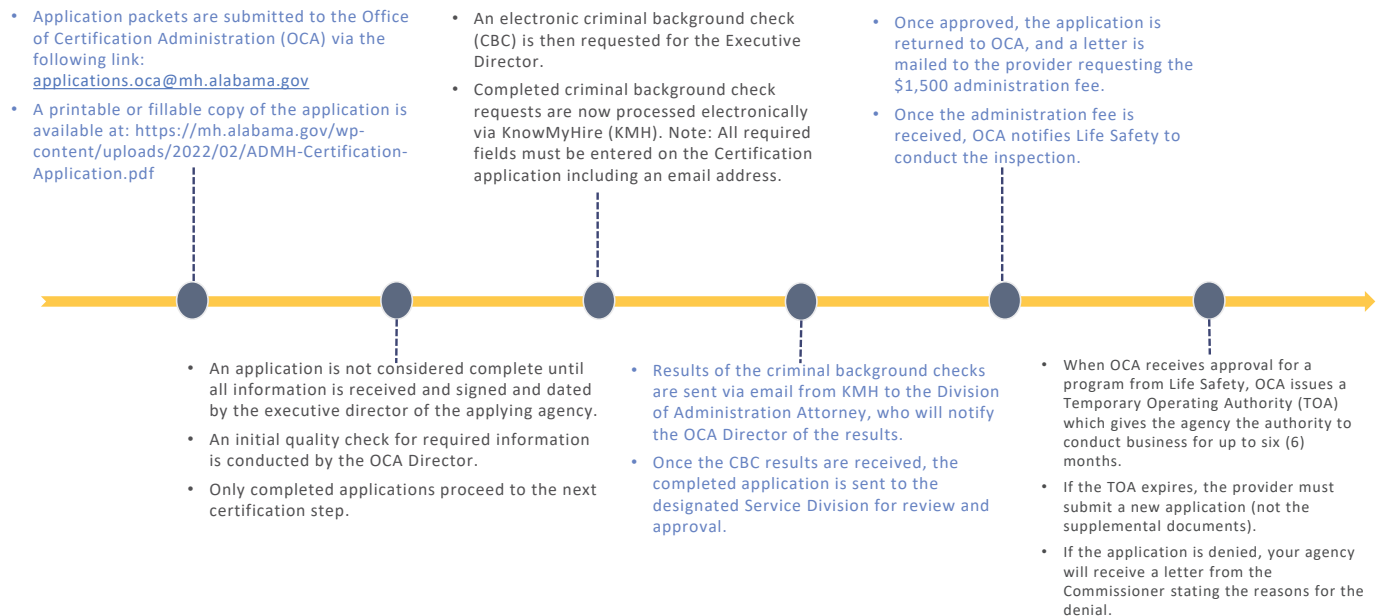 • Application packets are submitted to the Office
of Certification Administration (OCA) via the
following link:
applications.oca@mh.alabama.gov
• A printable or fillable copy of the application is
available at: https://mh.alabama.gov/wp-
content/uploads/2022/02/ADMH-Certification-
Application.pdf
• An application is not considered complete until
all information is received and signed and dated
by the executive director of the applying agency.
• An initial quality check for required information
is conducted by the OCA Director.
• Only completed applications proceed to the next
certification step.
• An electronic criminal background check
(CBC) is then requested for the Executive
Director.
• Completed criminal background check
requests are now processed electronically
via KnowMyHire (KMH). Note: All required
fields must be entered on the Certification
application including an email address.
• Results of the criminal background checks
are sent via email from KMH to the Division
of Administration Attorney, who will notify
the OCA Director of the results.
• Once the CBC results are received, the
completed application is sent to the
designated Service Division for review and
approval.
• Once approved, the application is
returned to OCA, and a letter is
mailed to the provider requesting the
$1,500 administration fee.
• Once the administration fee is
received, OCA notifies Life Safety to
conduct the inspection.
• When OCA receives approval for a
program from Life Safety, OCA issues a
Temporary Operating Authority (TOA)
which gives the agency the authority to
conduct business for up to six (6)
months.
• If the TOA expires, the provider must
submit a new application (not the
supplemental documents).
• If the application is denied, your agency
will receive a letter from the
Commissioner stating the reasons for the
denial.